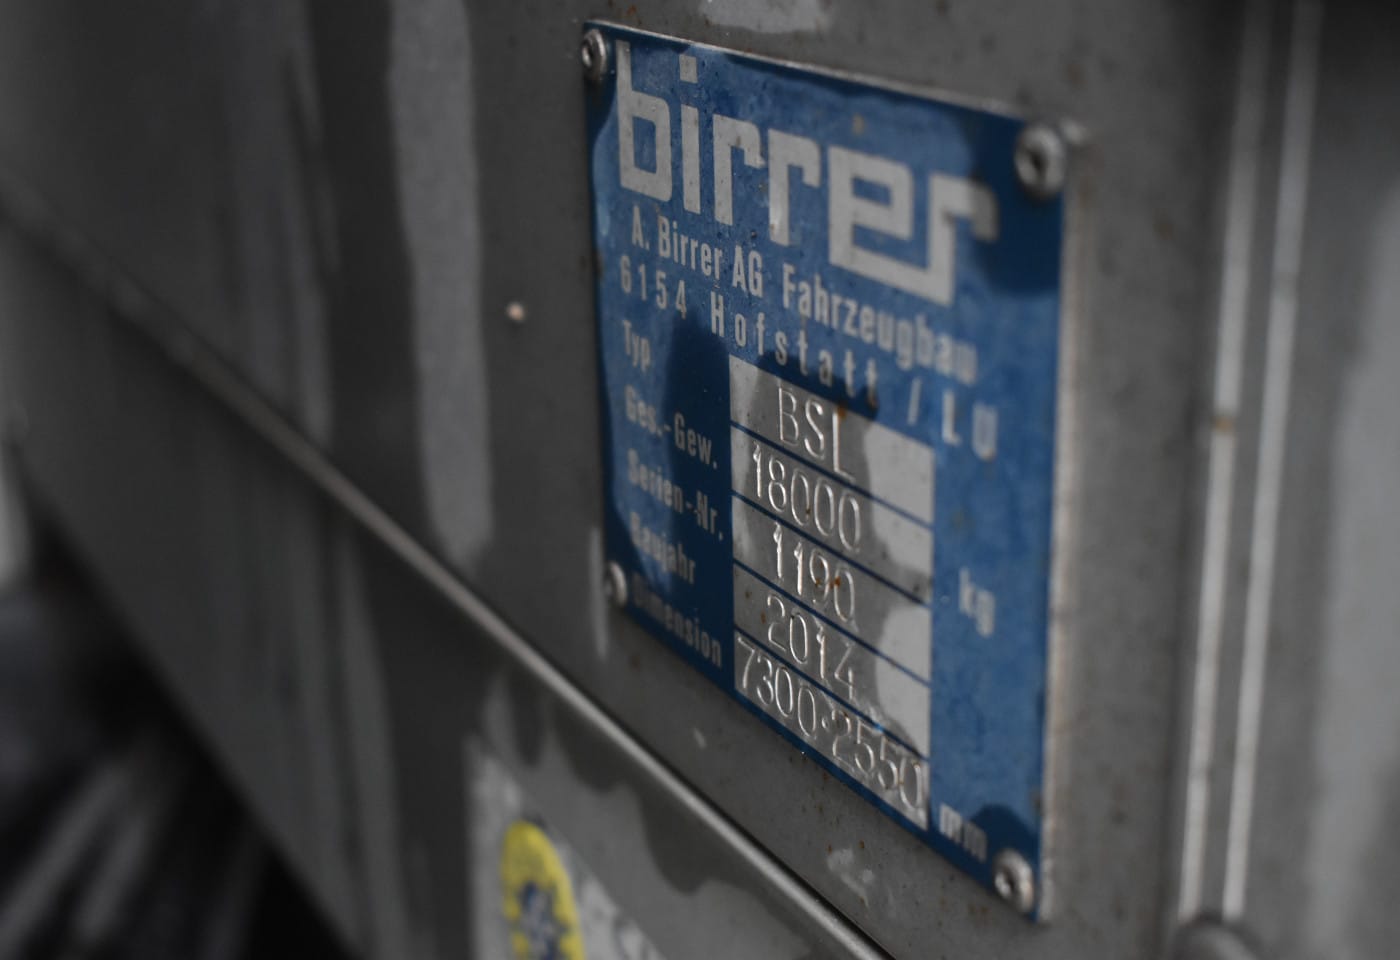 birrer
A. Birrer AG Fahrzeugbau
6154 Hofstatt / LU
Typ BSL
Ges.-Gew. 18000 kg
Serien-Nr. 1190
Baujahr 2014
Dimension 7300·2550 mm